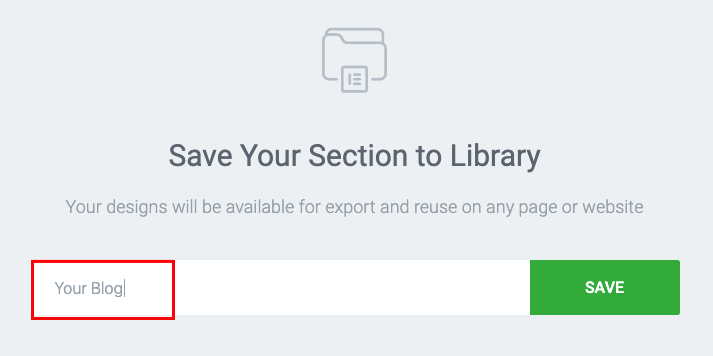 Save Your Section to Library
Your designs will be available for export and reuse on any page or website
Your Blog
SAVE